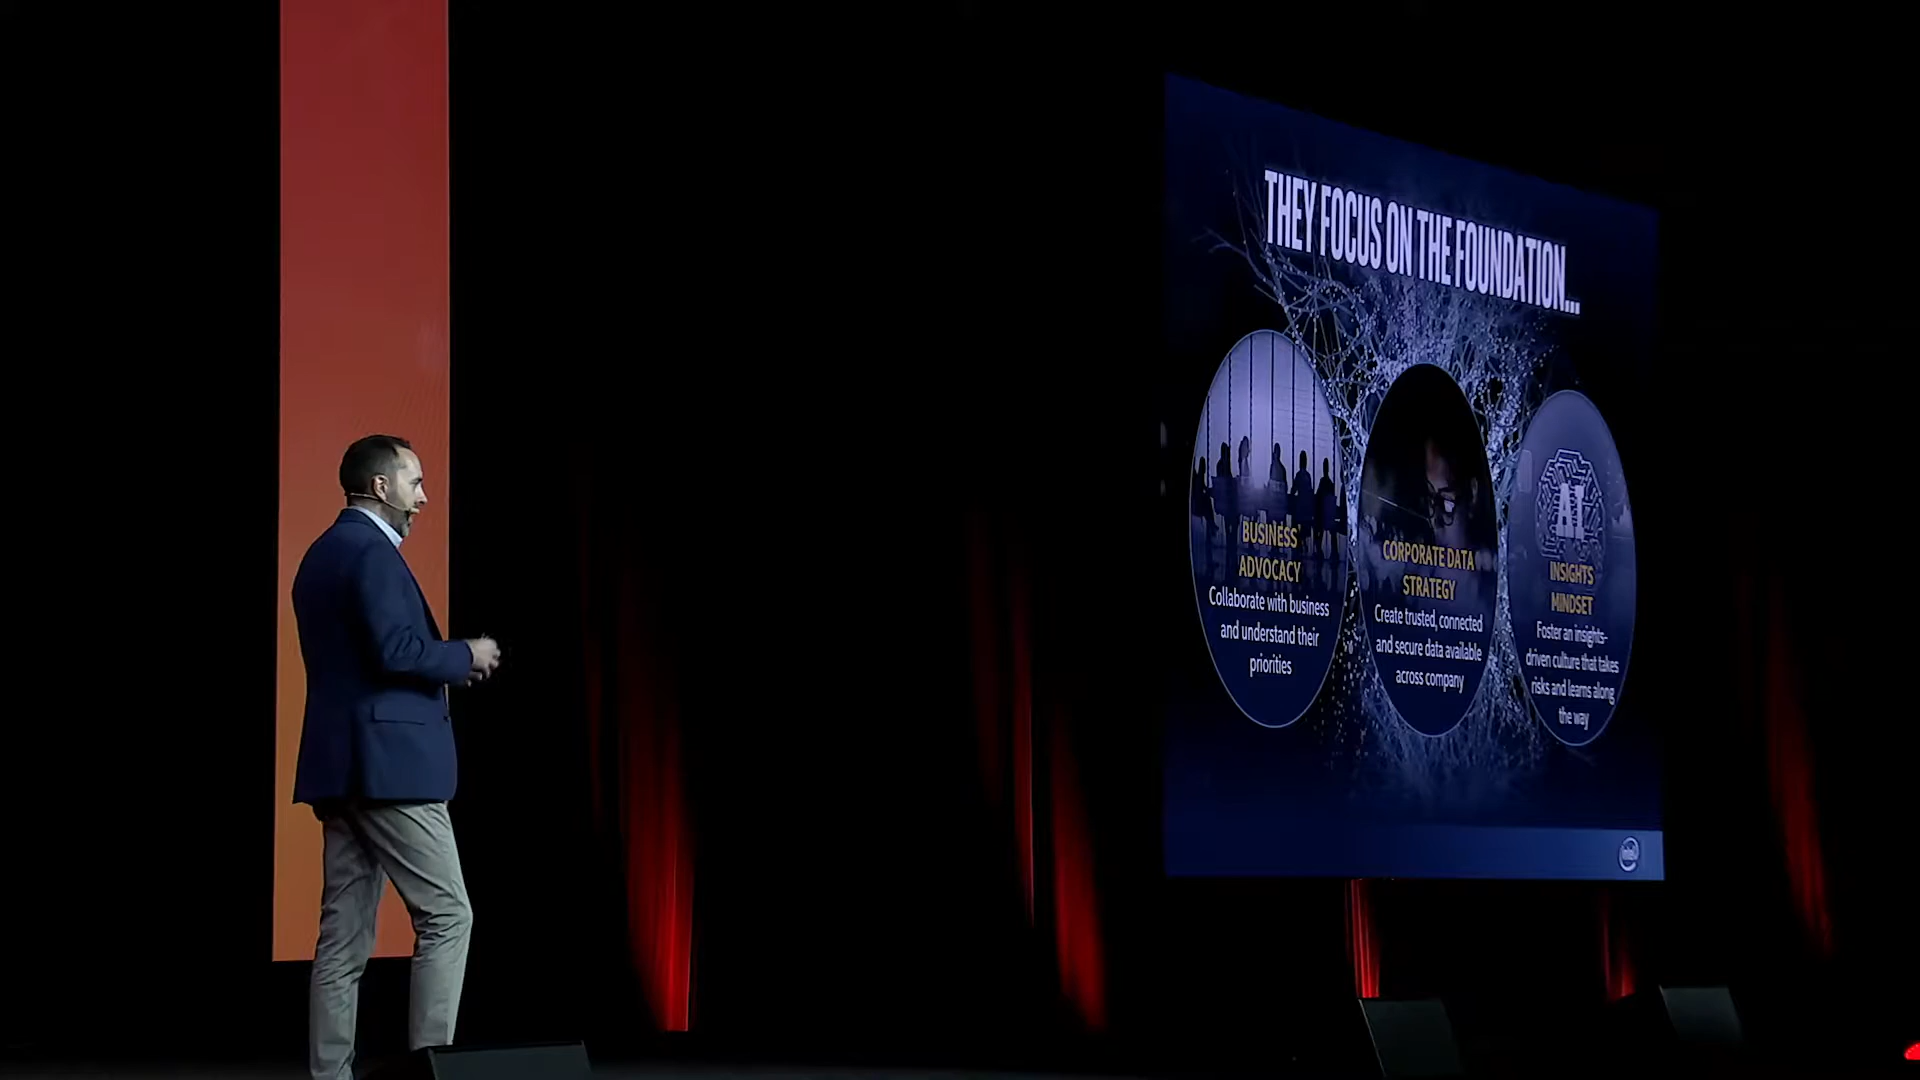 THEY FOCUS ON THE FOUNDATION...
BUSINESS
ADVOCACY
Collaborate with business
and understand their
priorities
CORPORATE DATA
STRATEGY
Create trusted, connected
and secure data available
across company
AI
INSIGHTS
MINDSET
Foster an insights-
driven culture that takes
risks and learns along
the way
intel